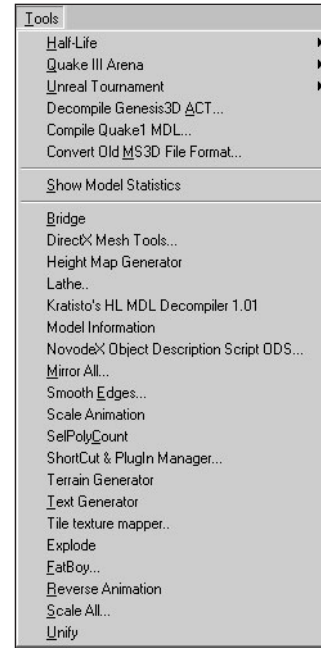 Tools
Half-Life
Quake III Arena
Unreal Tournament
Decompile Genesis3D ACT...
Compile Quake1 MDL...
Convert Old MS3D File Format...
Show Model Statistics
Bridge
DirectX Mesh Tools...
Height Map Generator
Lathe..
Kratisto's HL MDL Decompiler 1.01
Model Information
NovodeX Object Description Script ODS...
Mirror All...
Smooth Edges...
Scale Animation
SelPolyCount
ShortCut & PlugIn Manager...
Terrain Generator
Text Generator
Tile texture mapper..
Explode
FatBoy...
Reverse Animation
Scale All...
Unify